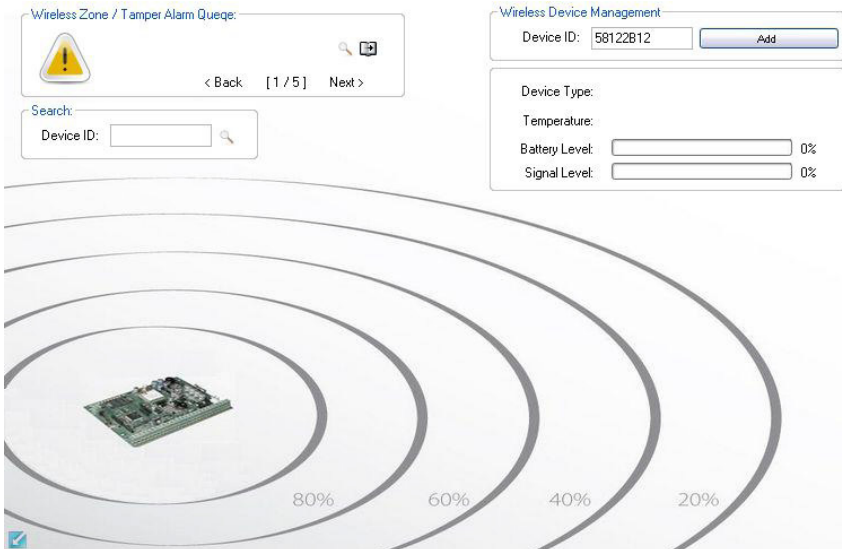 Wireless Zone / Tamper Alarm Queqe:
< Back [ 1 / 5 ] Next >
Search:
Device ID:
Wireless Device Management
Device ID: 58122B12 Add
Device Type:
Temperature:
Battery Level: 0%
Signal Level: 0%
80% 60% 40% 20%